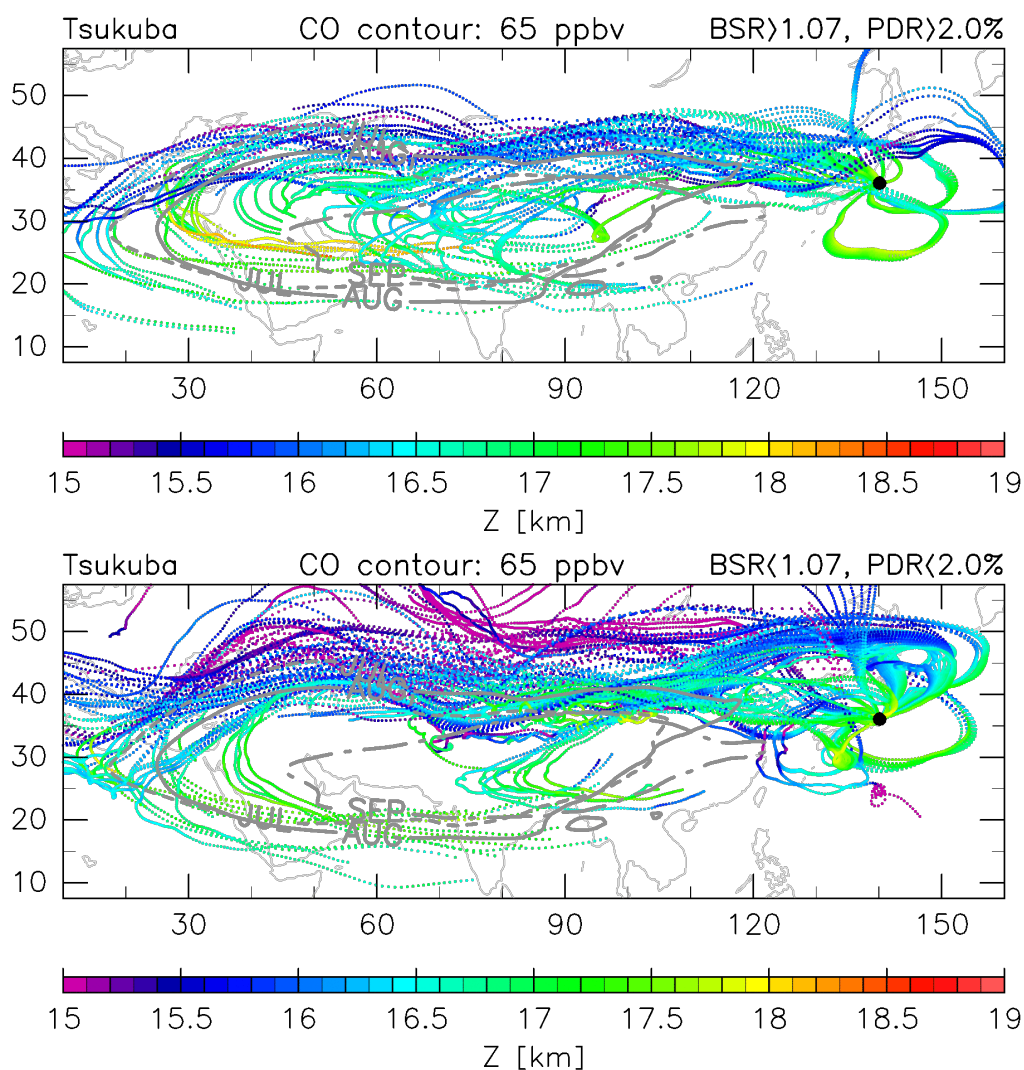 Tsukuba CO contour: 65 ppbv BSR>1.07, PDR>2.0%
50
JUL
40
AUG
30
20
JUL
SEP
AUG
10
30 60 90 120 150
15 15.5 16 16.5 17 17.5 18 18.5 19
Z [km]
Tsukuba CO contour: 65 ppbv BSR<1.07, PDR<2.0%
50
JUL
40
AUG
30
20
JUL
SEP
AUG
10
30 60 90 120 150
15 15.5 16 16.5 17 17.5 18 18.5 19
Z [km]